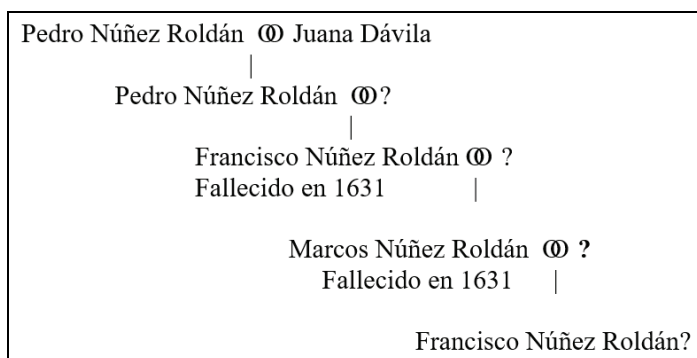 Pedro Núñez Roldán ⚭ Juana Dávila
|
Pedro Núñez Roldán ⚭?
|
Francisco Núñez Roldán ⚭ ?
Fallecido en 1631 |
Marcos Núñez Roldán ⚭ ?
Fallecido en 1631 |
Francisco Núñez Roldán?